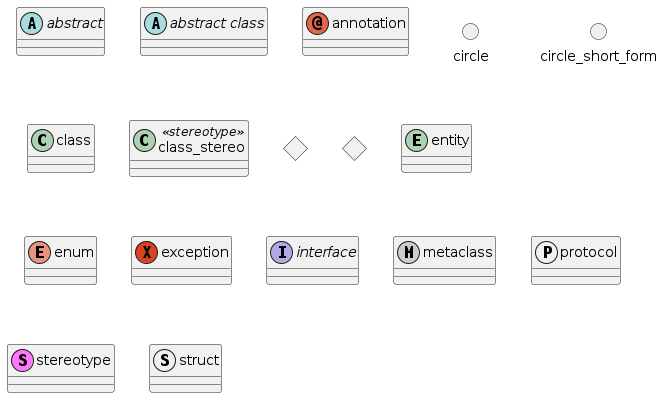 A abstract
A abstract class
@ annotation
circle
circle_short_form
C class
C «stereotype»
class_stereo
E entity
E enum
X exception
I interface
M metaclass
P protocol
S stereotype
S struct